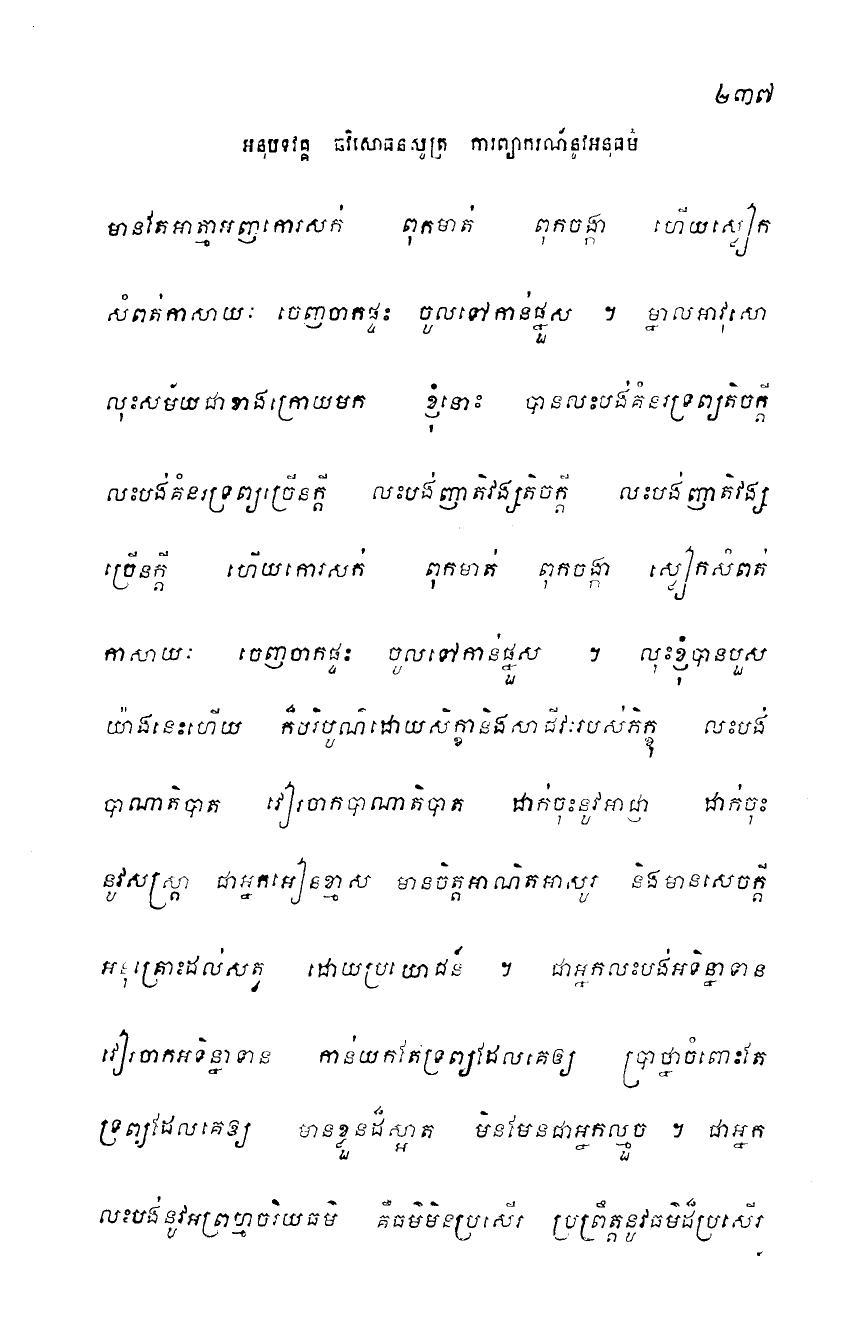 ២៣៧
អនុបទវគ្គ ឆវិសោធនសូត្រ ការព្យាករណ៍នូវអនុធម៌
មានតែអាត្មាអញកោរសក់ ពុកមាត់ ពុកចង្កា ហើយស្លៀក
សំពត់កាសាយៈ ចេញចាកផ្ទះ ចូលទៅកាន់ផ្នួស ។ ម្នាលអាវុសោ
លុះសម័យជាខាងក្រោយមក ខ្ញុំនោះ បានលះបង់គំនរទ្រព្យតិចក្តី
លះបង់គំនរទ្រព្យច្រើនក្តី លះបង់ញាតិវង្សតិចក្តី លះបង់ញាតិវង្ស
ច្រើនក្តី ហើយកោរសក់ ពុកមាត់ ពុកចង្កា ស្លៀកសំពត់
កាសាយៈ ចេញចាកផ្ទះ ចូលទៅកាន់ផ្នួស ។ លុះខ្ញុំបានបួស
យ៉ាងនេះហើយ ក៏បរិបូណ៌ដោយសិក្ខានិងសាជីវៈរបស់ភិក្ខុ លះបង់
បាណាតិបាត វៀរចាកបាណាតិបាត ដាក់ចុះនូវអាជ្ញា ដាក់ចុះ
នូវសស្ត្រា ជាអ្នកអៀនខ្មាស មានចិត្តអាណិតអាសូរ និងមានសេចក្តី
អនុគ្រោះដល់សត្វ ដោយប្រយោជន៍ ។ ជាអ្នកលះបង់អទិន្នាទាន
វៀរចាកអទិន្នាទាន កាន់យកតែទ្រព្យដែលគេឲ្យ ប្រាថ្នាចំពោះតែ
ទ្រព្យដែលគេឲ្យ មានខ្លួនដ៏ស្អាត មិនមែនជាអ្នកល្មួច ។ ជាអ្នក
លះបង់នូវអព្រហ្មចរិយធម៌ គឺធម៌មិនប្រសើរ ប្រព្រឹត្តនូវធម៌ដ៏ប្រសើរ